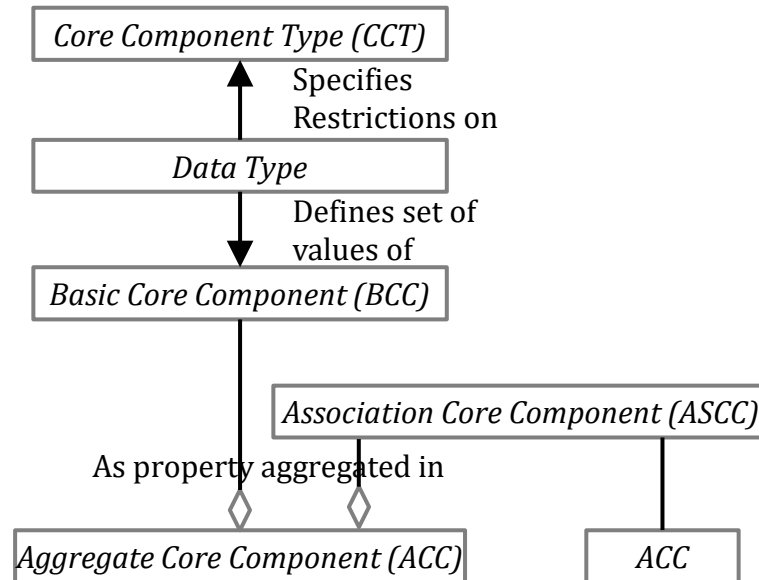 Core Component Type (CCT)
Specifies
Restrictions on
Data Type
Defines set of
values of
Basic Core Component (BCC)
Association Core Component (ASCC)
As property aggregated in
Aggregate Core Component (ACC)
ACC